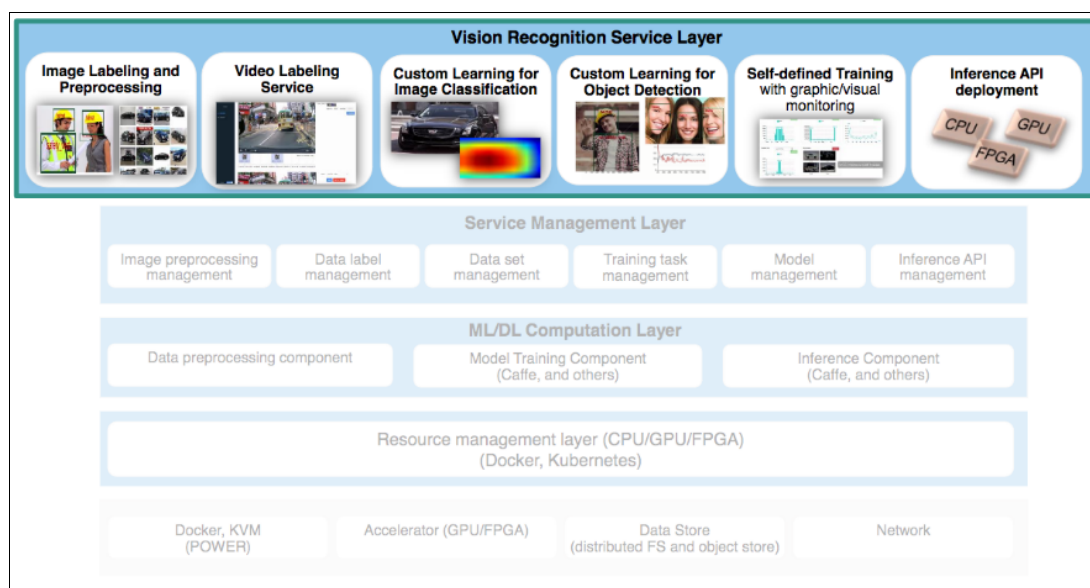 Vision Recognition Service Layer
Image Labeling and
Preprocessing
Video Labeling
Service
Custom Learning for
Image Classification
Custom Learning for
Object Detection
Self-defined Training
with graphic/visual
monitoring
Inference API
deployment
CPU
GPU
FPGA
Service Management Layer
Image preprocessing
management
Data label
management
Data set
management
Training task
management
Model
management
Inference API
management
ML/DL Computation Layer
Data preprocessing component
Model Training Component
(Caffe, and others)
Inference Component
(Caffe, and others)
Resource management layer (CPU/GPU/FPGA)
(Docker, Kubernetes)
Docker, KVM
(POWER)
Accelerator (GPU/FPGA)
Data Store
(distributed FS and object store)
Network